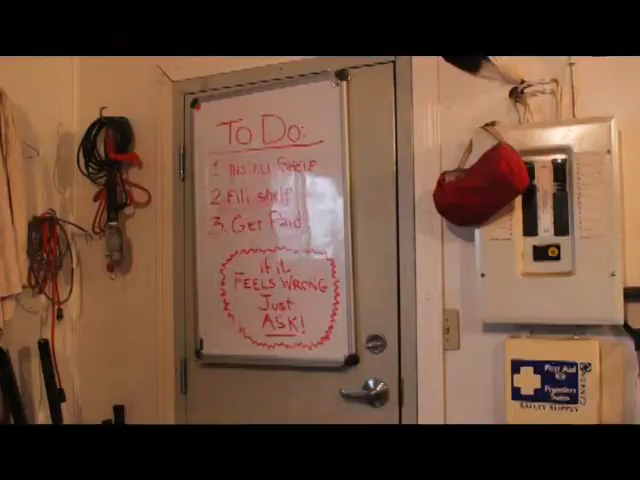 To Do:
1 INSTALL SHELF
2 Fill shelf
3. Get Paid
if it
FEELS WRONG
Just
ASK!
First Aid
Kit
SAFETY SUPPLY